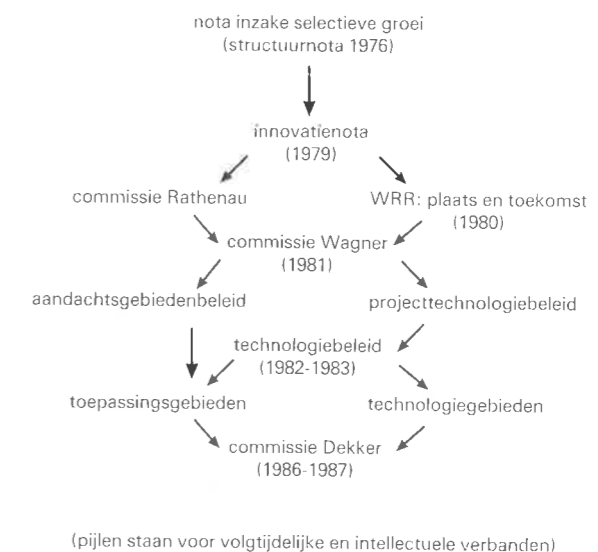 nota inzake selectieve groei
(structuurnota 1976)
innovatienota
(1979)
commissie Rathenau
WRR: plaats en toekomst
(1980)
commissie Wagner
(1981)
aandachtsgebiedenbeleid
projecttechnologiebeleid
technologiebeleid
(1982-1983)
toepassingsgebieden
technologiegebieden
commissie Dekker
(1986-1987)
(pijlen staan voor volgtijdelijke en intellectuele verbanden)